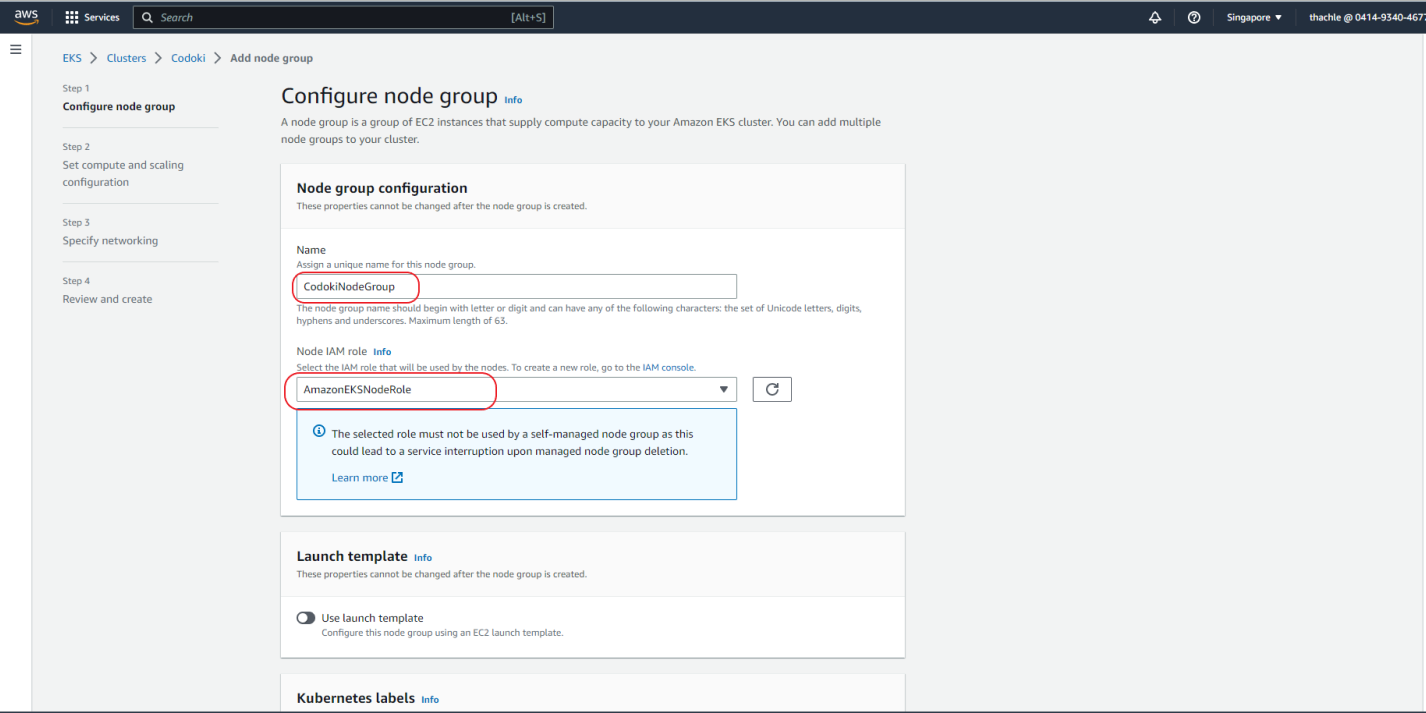 aws
Services
Search
[Alt+S]
Singapore
thachle @ 0414-9340-4677
EKS
Clusters
Codoki
Add node group
Step 1
Configure node group
Step 2
Set compute and scaling
configuration
Step 3
Specify networking
Step 4
Review and create
Configure node group Info
A node group is a group of EC2 instances that supply compute capacity to your Amazon EKS cluster. You can add multiple
node groups to your cluster.
Node group configuration
These properties cannot be changed after the node group is created.
Name
Assign a unique name for this node group.
CodokiNodeGroup
The node group name should begin with letter or digit and can have any of the following characters: the set of Unicode letters, digits,
hyphens and underscores. Maximum length of 63.
Node IAM role Info
Select the IAM role that will be used by the nodes. To create a new role, go to the IAM console.
AmazonEKSNodeRole
The selected role must not be used by a self-managed node group as this
could lead to a service interruption upon managed node group deletion.
Learn more
Launch template Info
These properties cannot be changed after the node group is created.
Use launch template
Configure this node group using an EC2 launch template.
Kubernetes labels Info